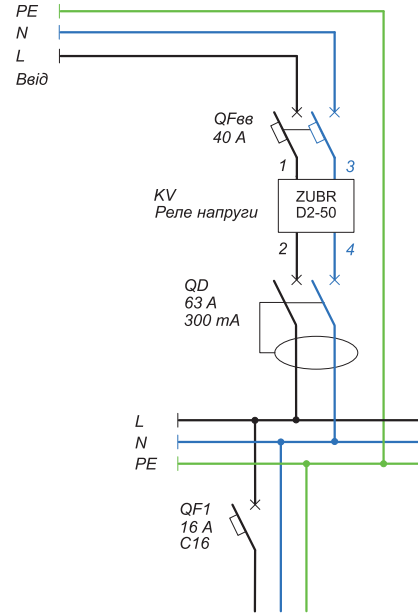 PE
N
L
Ввід
QFвв
40 A
1
3
KV
Реле напруги
ZUBR
D2-50
2
4
QD
63 A
300 mA
L
N
PE
QF1
16 A
C16